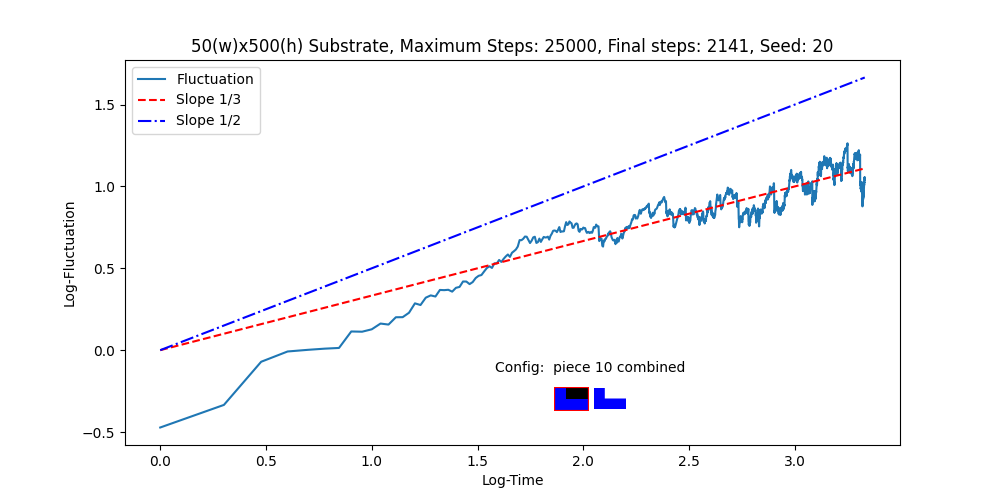 50(w)x500(h) Substrate, Maximum Steps: 25000, Final steps: 2141, Seed: 20
Fluctuation
Slope 1/3
Slope 1/2
Log-Fluctuation
1.5
1.0
0.5
0.0
−0.5
Config:  piece 10 combined
0.0 0.5 1.0 1.5 2.0 2.5 3.0
Log-Time